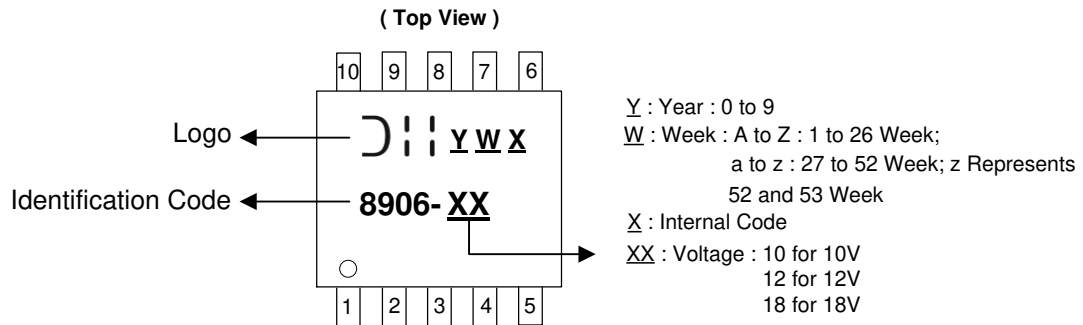 ( Top View )
10 9 8 7 6
Logo
Y W X
Identification Code
8906- XX
1 2 3 4 5
Y : Year : 0 to 9
W : Week : A to Z : 1 to 26 Week;
a to z : 27 to 52 Week; z Represents
52 and 53 Week
X : Internal Code
XX : Voltage : 10 for 10V
12 for 12V
18 for 18V